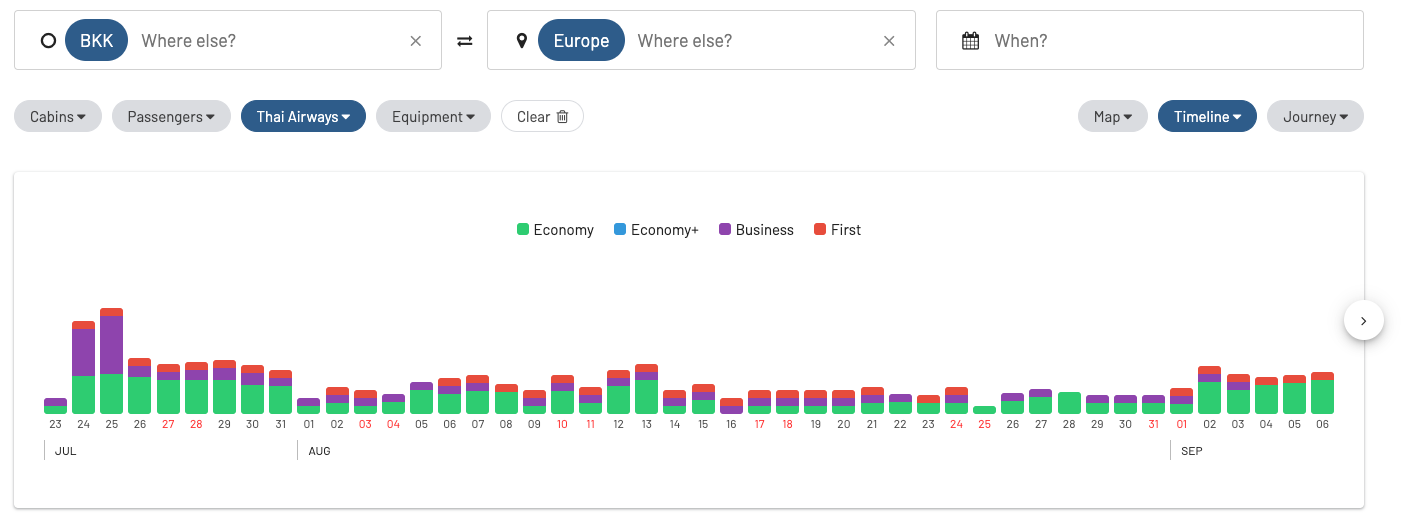 BKK Where else? × Europe Where else? × When?
Cabins Passengers Thai Airways Equipment Clear Map Timeline Journey
Economy Economy+ Business First
23 24 25 26 27 28 29 30 31 01 02 03 04 05 06 07 08 09 10 11 12 13 14 15 16 17 18 19 20 21 22 23 24 25 26 27 28 29 30 31 01 02 03 04 05 06
JUL AUG SEP